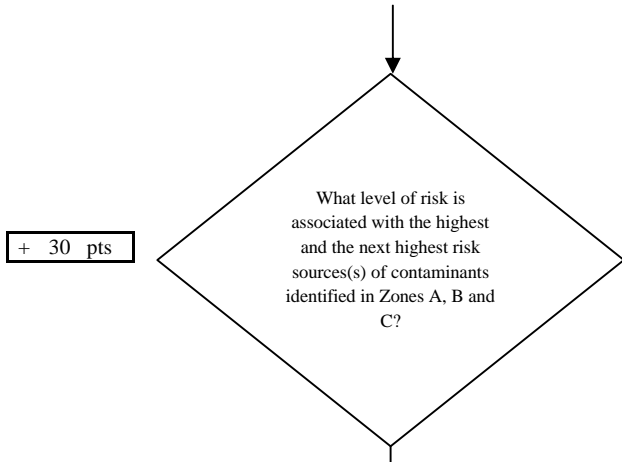 What level of risk is
associated with the highest
+ 30 pts
and the next highest risk
sources(s) of contaminants
identified in Zones A, B and
C?